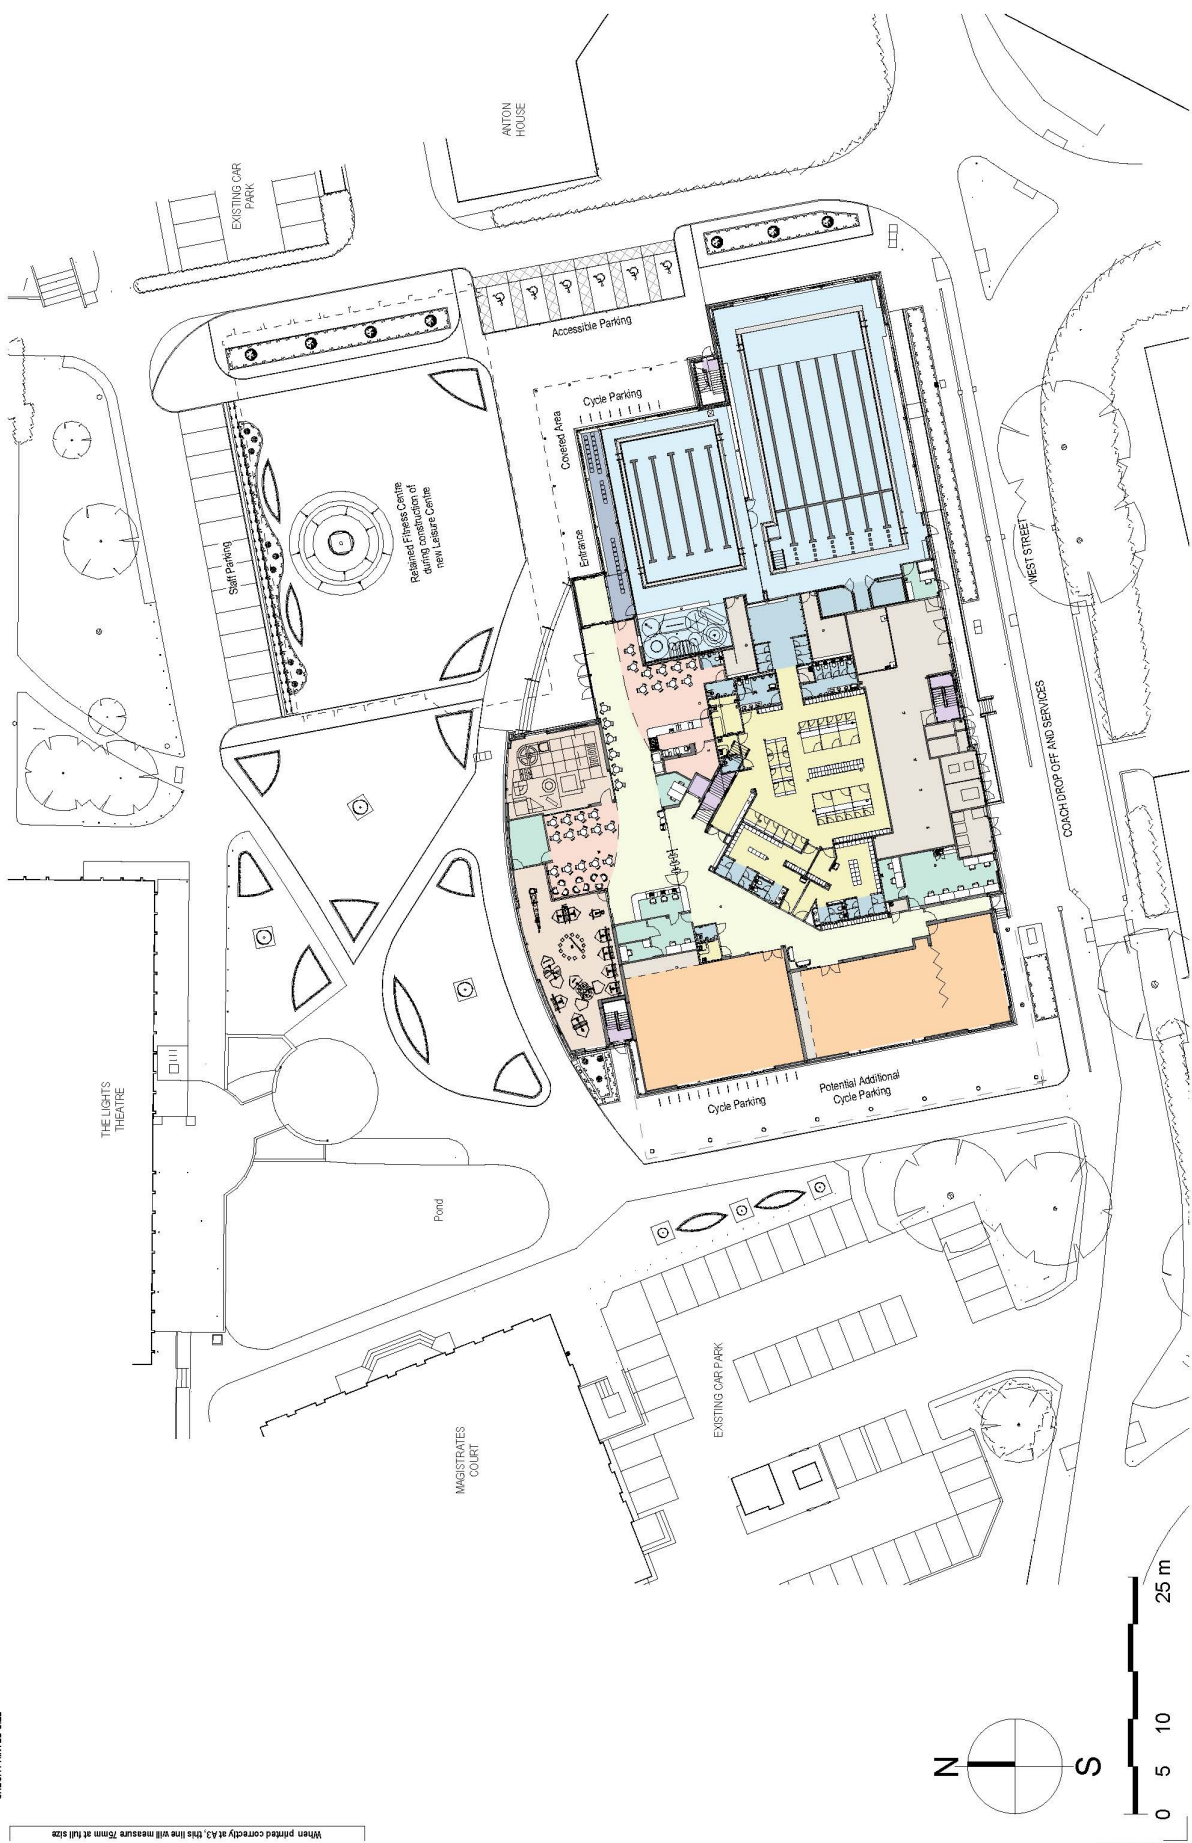 EXISTING CAR
PARK
ANTON
HOUSE
Accessible Parking
Cycle Parking
Covered Area
Entrance
Staff Parking
Retained Fitness Centre
during construction of
new Leisure Centre
WEST STREET
COACH DROP OFF AND SERVICES
THE LIGHTS
THEATRE
Cycle Parking
Potential Additional
Cycle Parking
Pond
MAGISTRATES
COURT
EXISTING CAR PARK
N
S
0 5 10 25 m
When printed correctly at A3, this line will measure 75mm at full size